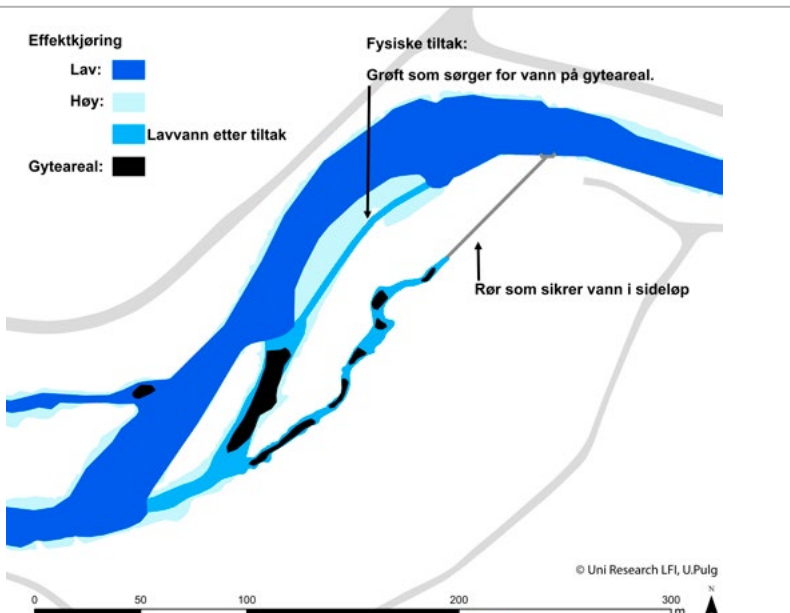 Effektkjøring
Lav:
Høy:
Lavvann etter tiltak
Gyteareal:
Fysiske tiltak:
Grøft som sørger for vann på gyteareal.
Rør som sikrer vann i sideløp
© Uni Research LFI, U.Pulg
0 50 100 200 300
m
N